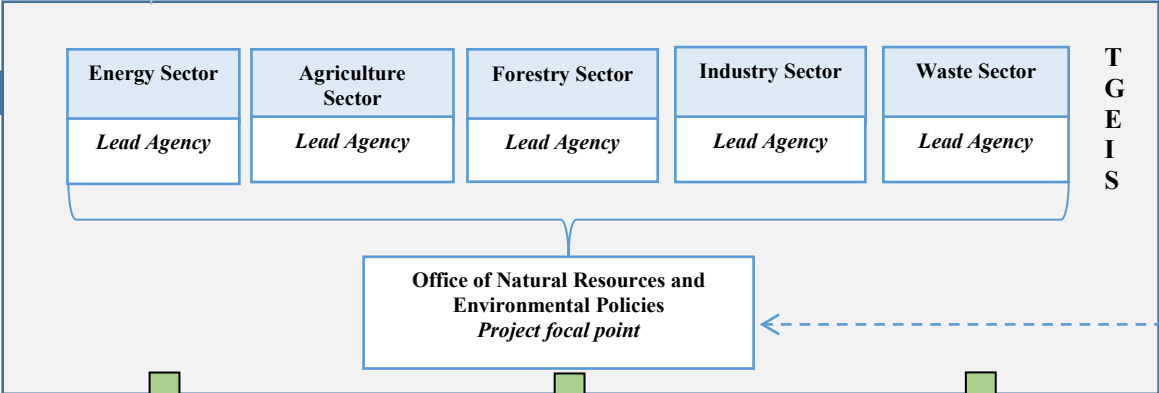 Energy Sector
Lead Agency
Agriculture
Sector
Lead Agency
Forestry Sector
Lead Agency
Industry Sector
Lead Agency
Waste Sector
Lead Agency
T
G
E
I
S
Office of Natural Resources and
Environmental Policies
Project focal point